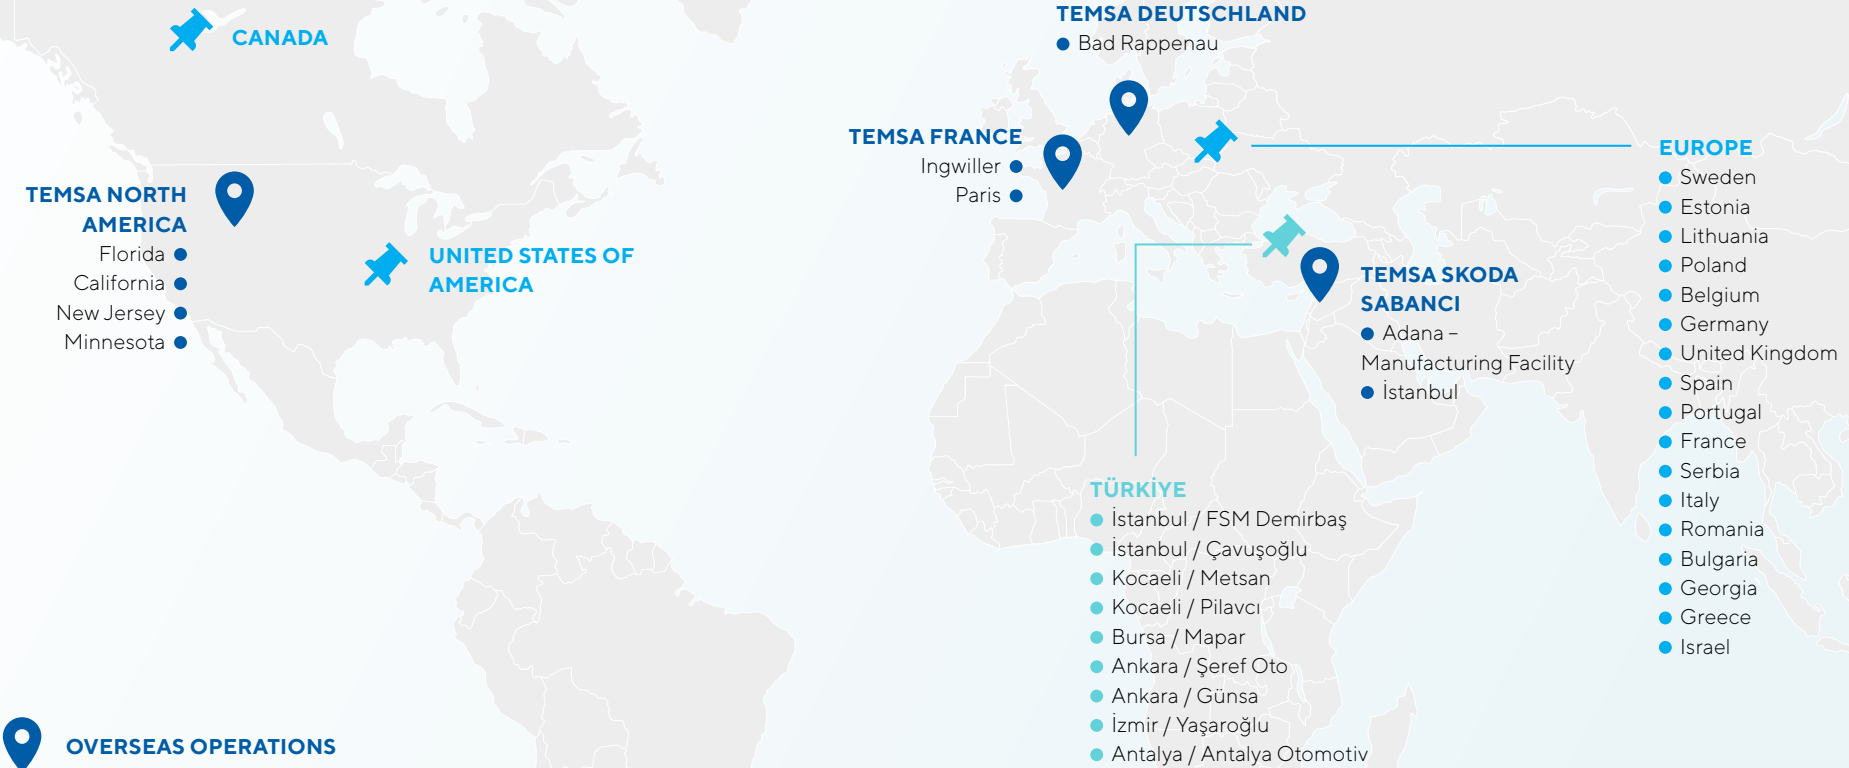 CANADA
TEMSA NORTH
AMERICA
Florida
California
New Jersey
Minnesota
UNITED STATES OF
AMERICA
TEMSA DEUTSCHLAND
Bad Rappenau
TEMSA FRANCE
Ingwiller
Paris
TEMSA SKODA
SABANCI
Adana –
Manufacturing Facility
İstanbul
EUROPE
Sweden
Estonia
Lithuania
Poland
Belgium
Germany
United Kingdom
Spain
Portugal
France
Serbia
Italy
Romania
Bulgaria
Georgia
Greece
Israel
TÜRKİYE
İstanbul / FSM Demirbaş
İstanbul / Çavuşoğlu
Kocaeli / Metsan
Kocaeli / Pilavcı
Bursa / Mapar
Ankara / Şeref Oto
Ankara / Günsa
İzmir / Yaşaroğlu
Antalya / Antalya Otomotiv
OVERSEAS OPERATIONS